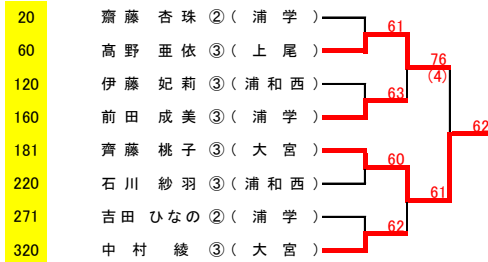 20 齋藤 杏珠 ②( 浦学 )
60 髙野 亜依 ③( 上尾 )
120 伊藤 妃莉 ③( 浦和西 )
160 前田 成美 ③( 浦学 )
181 齊藤 桃子 ③( 大宮 )
220 石川 紗羽 ③( 浦和西 )
271 吉田 ひなの ②( 浦学 )
320 中村 綾 ③( 大宮 )
61
76
(4)
63
62
60
61
62